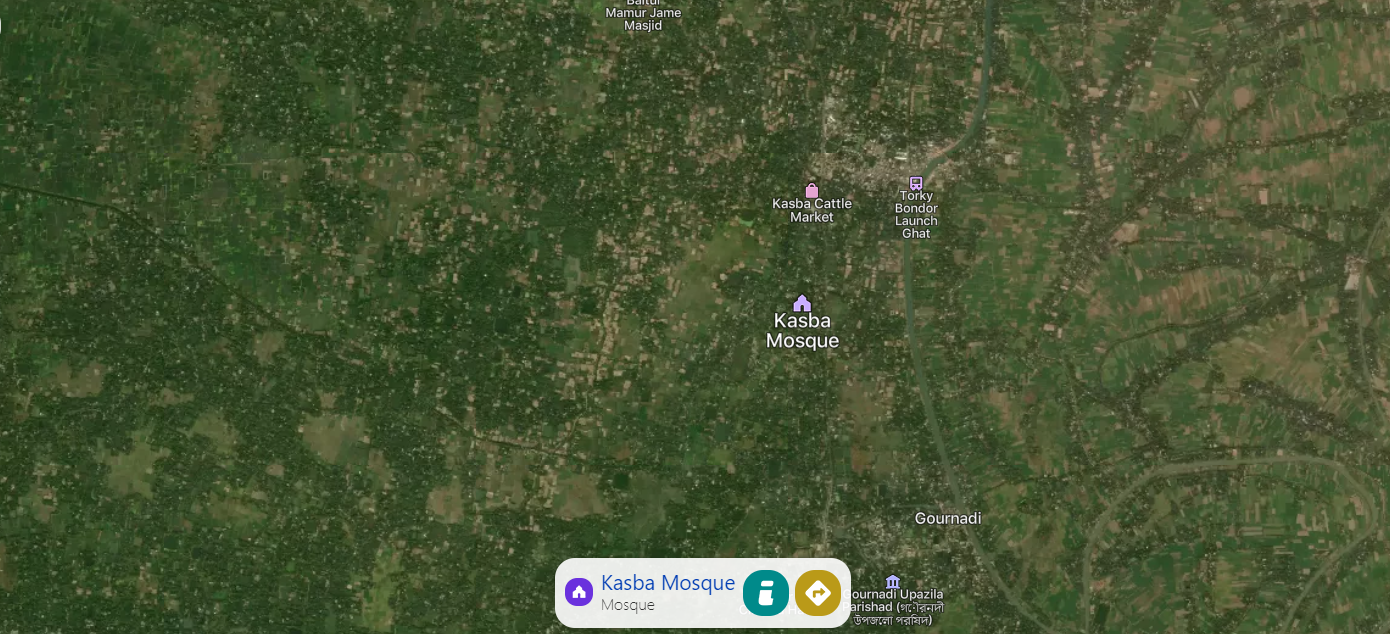 Baitur
Mamur Jame
Masjid
Kasba Cattle
Market
Torky
Bondor
Launch
Ghat
Kasba
Mosque
Gournadi
Kasba Mosque
Mosque
Gournadi Upazila
Parishad (গৌরনদী
উপজেলা পরিষদ)